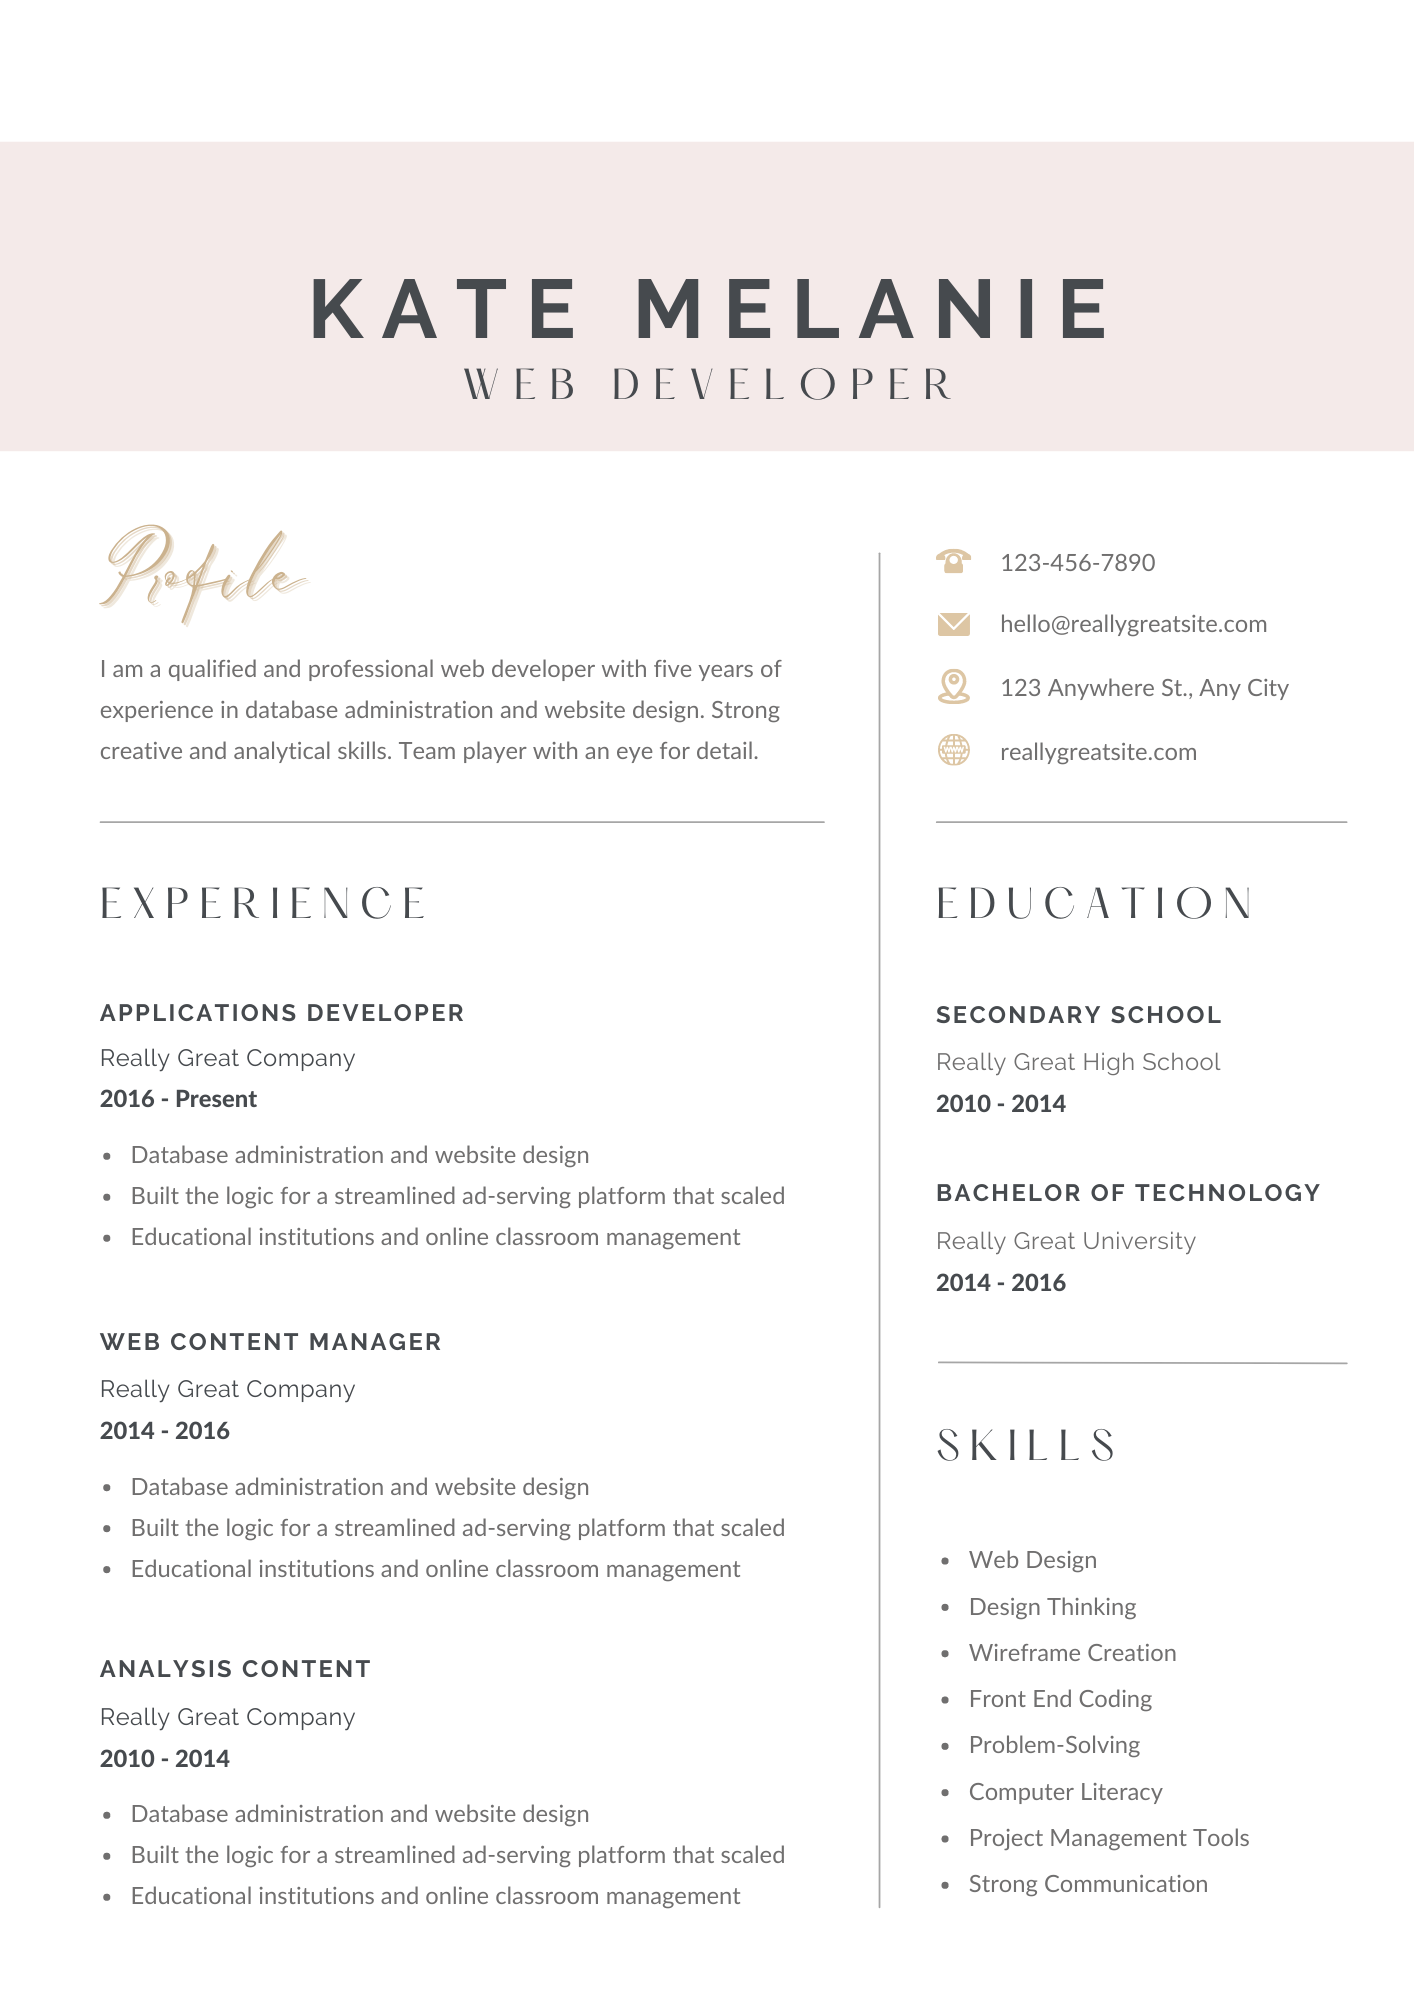 KATE MELANIE
WEB DEVELOPER
Profile
I am a qualified and professional web developer with five years of
experience in database administration and website design. Strong
creative and analytical skills. Team player with an eye for detail.
123-456-7890
hello@reallygreatsite.com
123 Anywhere St., Any City
reallygreatsite.com
EXPERIENCE
APPLICATIONS DEVELOPER
Really Great Company
2016 - Present
• Database administration and website design
• Built the logic for a streamlined ad-serving platform that scaled
• Educational institutions and online classroom management
WEB CONTENT MANAGER
Really Great Company
2014 - 2016
• Database administration and website design
• Built the logic for a streamlined ad-serving platform that scaled
• Educational institutions and online classroom management
ANALYSIS CONTENT
Really Great Company
2010 - 2014
• Database administration and website design
• Built the logic for a streamlined ad-serving platform that scaled
• Educational institutions and online classroom management
EDUCATION
SECONDARY SCHOOL
Really Great High School
2010 - 2014
BACHELOR OF TECHNOLOGY
Really Great University
2014 - 2016
SKILLS
• Web Design
• Design Thinking
• Wireframe Creation
• Front End Coding
• Problem-Solving
• Computer Literacy
• Project Management Tools
• Strong Communication